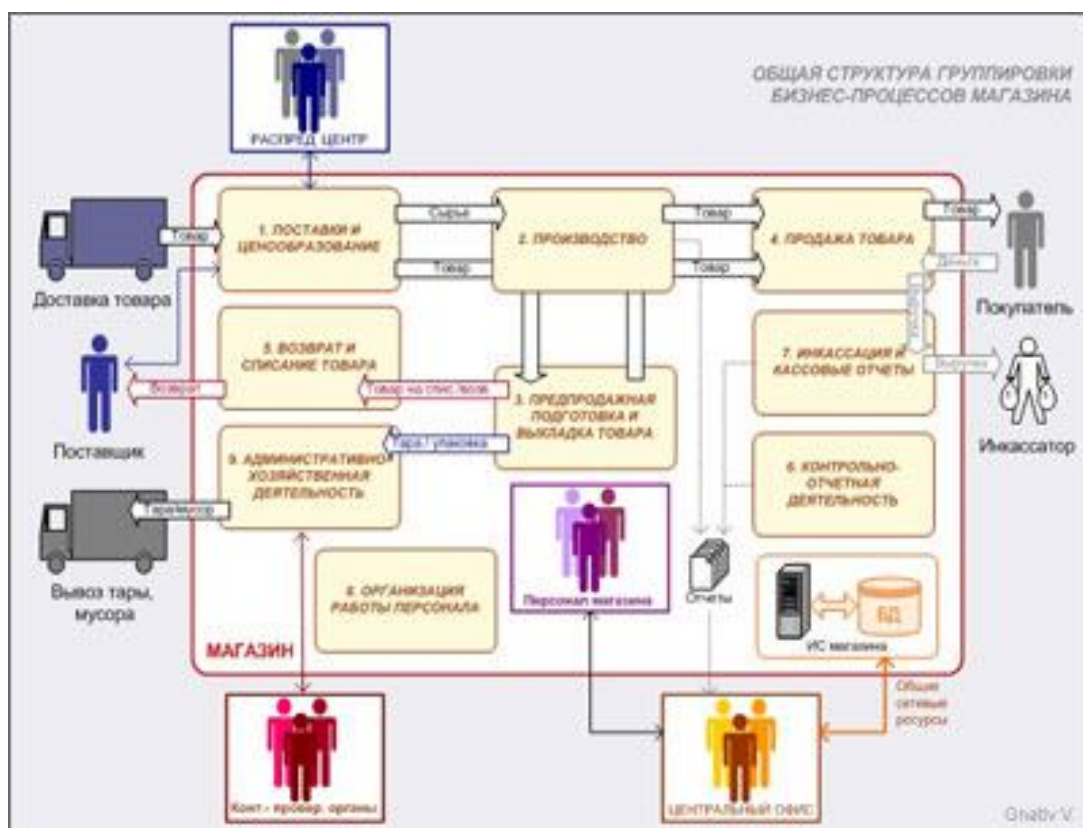 ОБЩАЯ СТРУКТУРА ГРУППИРОВКИ
БИЗНЕС-ПРОЦЕССОВ МАГАЗИНА
РАСПРЕД. ЦЕНТР
Товар
1. ПОСТАВКИ И
ЦЕНООБРАЗОВАНИЕ
Сырье
Товар
2. ПРОИЗВОДСТВО
Товар
Товар
4. ПРОДАЖА ТОВАРА
Товар
Деньги
Доставка товара
Покупатель
5. ВОЗВРАТ И
СПИСАНИЕ ТОВАРА
7. ИНКАССАЦИЯ И
КАССОВЫЕ ОТЧЕТЫ
Выручка
Возврат
Товар на спис./возв.
3. ПРЕДПРОДАЖНАЯ
ПОДГОТОВКА И
ВЫКЛАДКА ТОВАРА
Поставщик
Тара / упаковка
Инкассатор
9. АДМИНИСТРАТИВНО-
ХОЗЯЙСТВЕННАЯ
ДЕЯТЕЛЬНОСТЬ
6. КОНТРОЛЬНО-
ОТЧЕТНАЯ
ДЕЯТЕЛЬНОСТЬ
Тара/мусор
Вывоз тары,
мусора
8. ОРГАНИЗАЦИЯ
РАБОТЫ ПЕРСОНАЛА
Персонал магазина
Отчеты
БД
ИС магазина
МАГАЗИН
Общие
сетевые
ресурсы
Конт.- провер. органы
ЦЕНТРАЛЬНЫЙ ОФИС
Gnativ V.